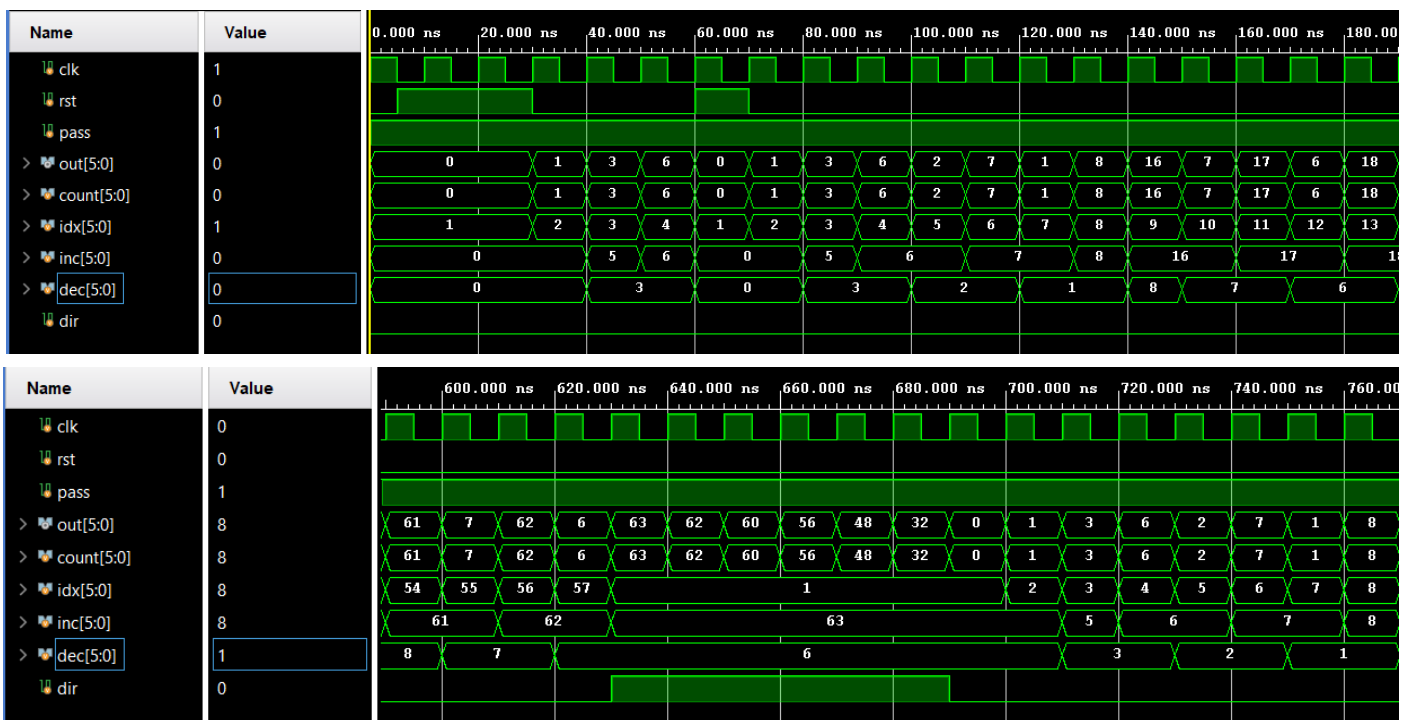 Name Value 0.000 ns 20.000 ns 40.000 ns 60.000 ns 80.000 ns 100.000 ns 120.000 ns 140.000 ns 160.000 ns 180.00
clk 1
rst 0
pass 1
out[5:0] 0 0 1 3 6 0 1 3 6 2 7 1 8 16 7 17 6 18
count[5:0] 0 0 1 3 6 0 1 3 6 2 7 1 8 16 7 17 6 18
idx[5:0] 1 1 2 3 4 1 2 3 4 5 6 7 8 9 10 11 12 13
inc[5:0] 0 0 5 6 0 5 6 7 8 16 17
dec[5:0] 0 0 3 0 3 2 1 8 7 6
dir 0
Name Value 600.000 ns 620.000 ns 640.000 ns 660.000 ns 680.000 ns 700.000 ns 720.000 ns 740.000 ns 760.00
clk 0
rst 0
pass 1
out[5:0] 8 61 7 62 6 63 62 60 56 48 32 0 1 3 6 2 7 1 8
count[5:0] 8 61 7 62 6 63 62 60 56 48 32 0 1 3 6 2 7 1 8
idx[5:0] 8 54 55 56 57 1 2 3 4 5 6 7 8
inc[5:0] 8 61 62 63 5 6 7 8
dec[5:0] 1 8 7 6 3 2 1
dir 0